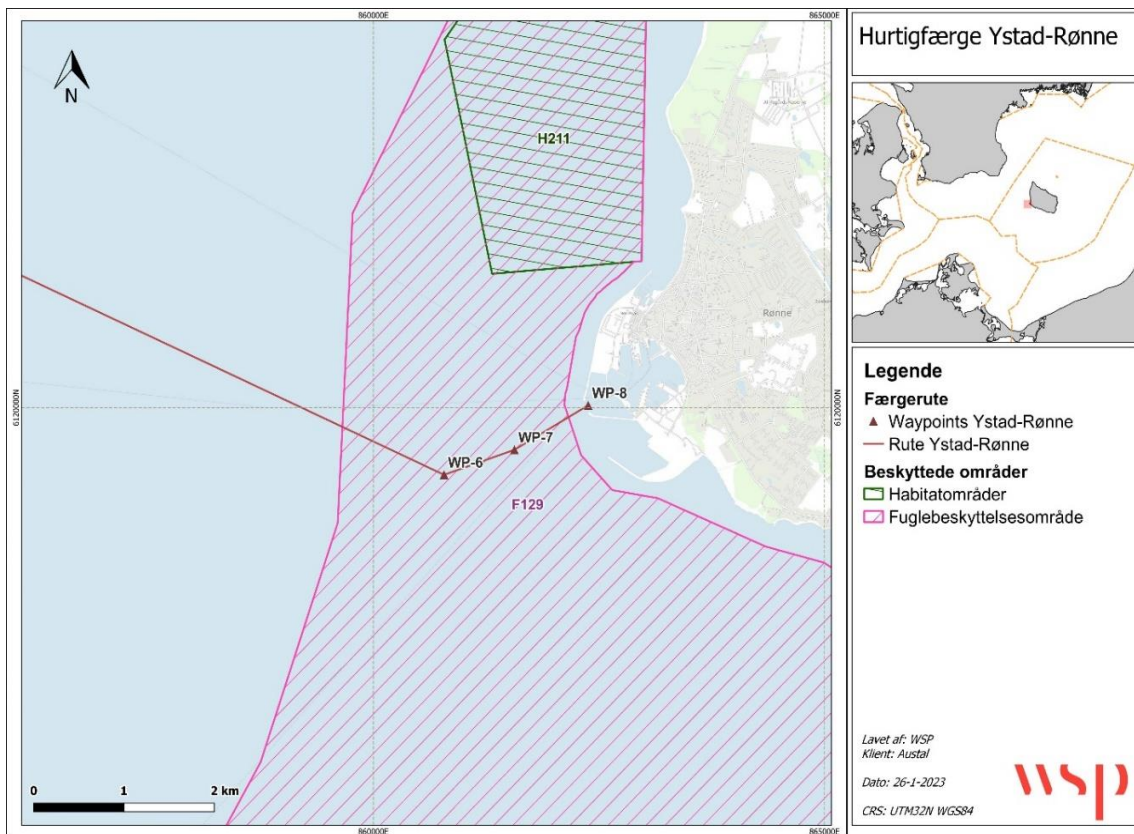 860000E
865000E
N
H211
Rønne
6120000N
6120000N
WP-8
WP-7
WP-6
F129
0 1 2 km
860000E
865000E
Hurtigfærge Ystad-Rønne
Legende
Færgerute
Waypoints Ystad-Rønne
Rute Ystad-Rønne
Beskyttede områder
Habitatområder
Fuglebeskyttelsesområde
Lavet af: WSP
Klient: Austal
Dato: 26-1-2023
CRS: UTM32N WGS84
wsp